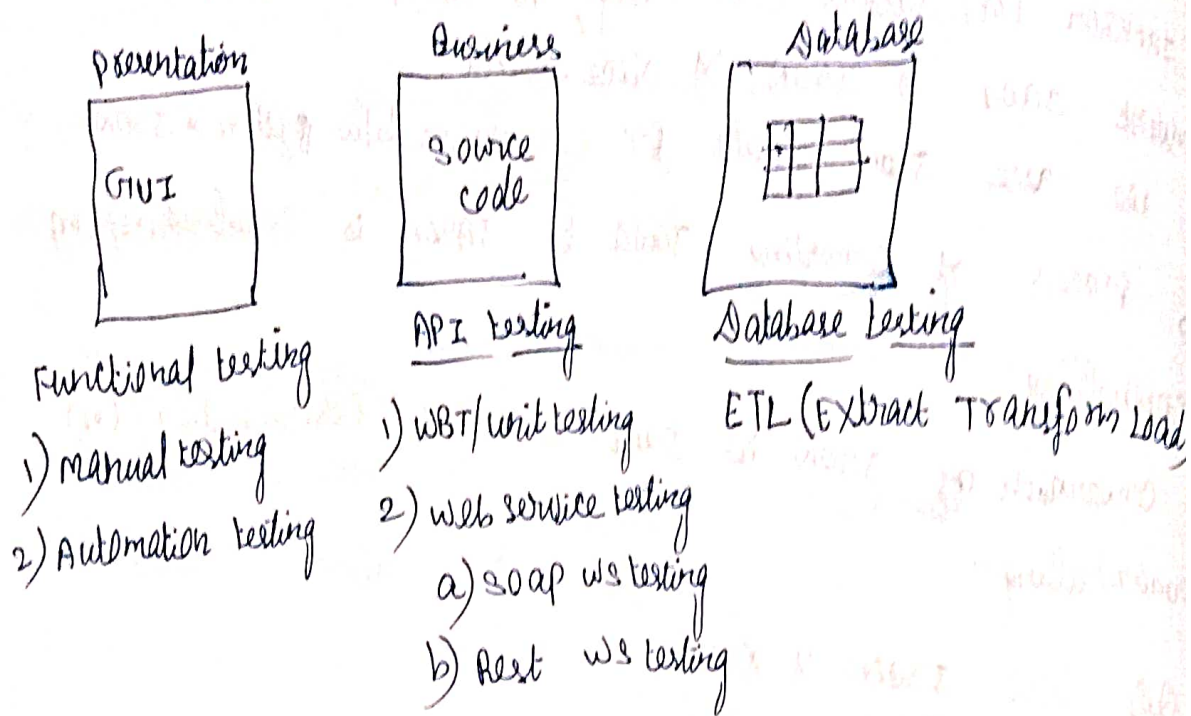 Presentation
GUI
Functional testing
1) Manual testing
2) Automation testing
Business
Source
code
API testing
1) WBT/unit testing
2) Web service testing
a) SOAP WS testing
b) Rest WS testing
Database
Database testing
ETL (Extract Transform Load)